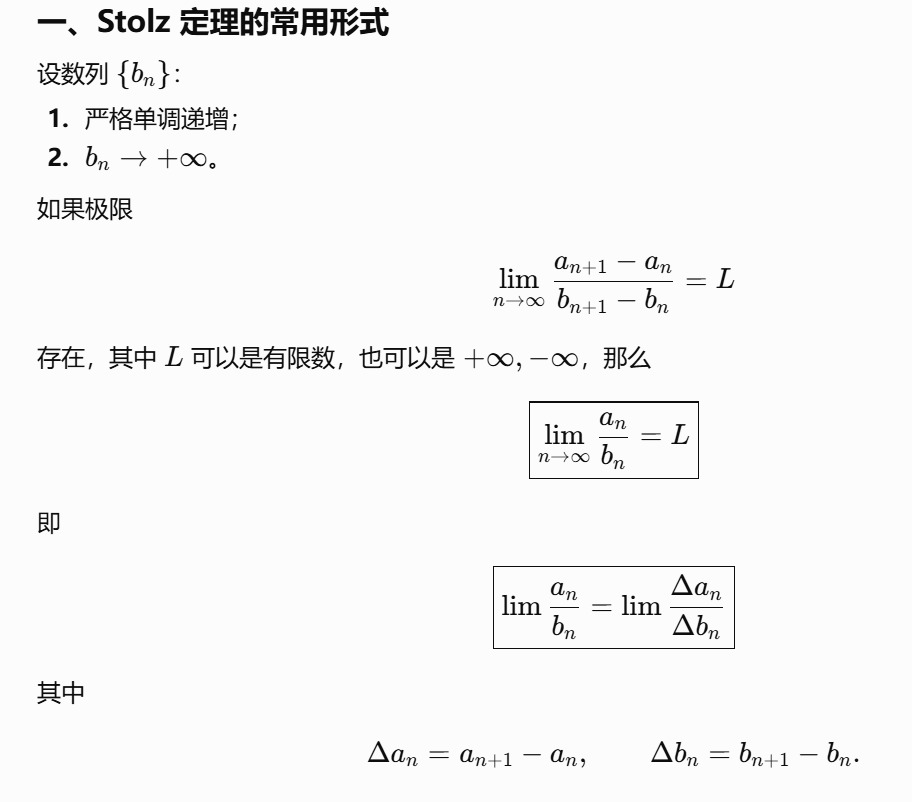 一、Stolz 定理的常用形式
设数列 $\{b_n\}$：
1. 严格单调递增；
2. $b_n \to +\infty$。
如果极限
$$\lim_{n\to\infty} \frac{a_{n+1} - a_n}{b_{n+1} - b_n} = L$$
存在，其中 $L$ 可以是有限数，也可以是 $+\infty, -\infty$，那么
$$\boxed{\lim_{n\to\infty} \frac{a_n}{b_n} = L}$$
即
$$\boxed{\lim \frac{a_n}{b_n} = \lim \frac{\Delta a_n}{\Delta b_n}}$$
其中
$$\Delta a_n = a_{n+1} - a_n, \qquad \Delta b_n = b_{n+1} - b_n.$$